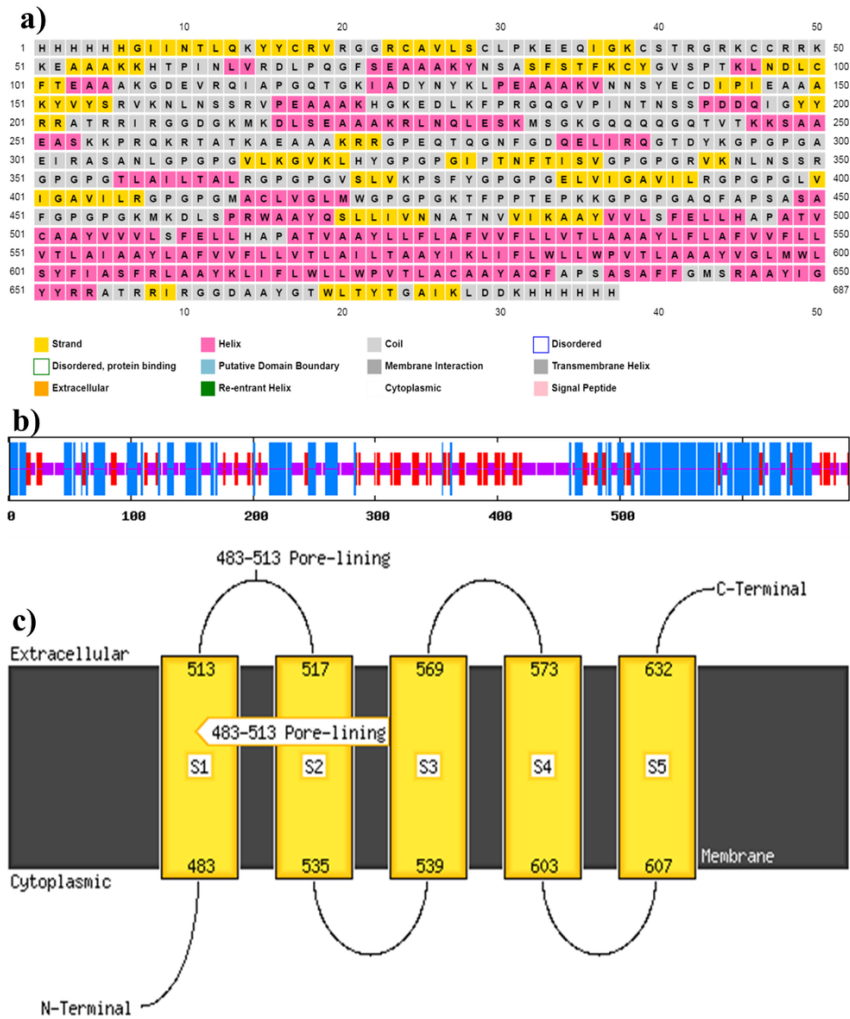 a)
10 20 30 40 50
1 H H H H H H G I I N T L Q K Y Y C R V R G G R C A V L S C L P K E E Q I G K C S T R G R K C C R R K 50
51 K E A A A K K H T P I N L V R D L P Q G F S E A A A K Y N S A S F S T F K C Y G V S P T K L N D L C 100
101 F T E A A A K G D E V R Q I A P G Q T G K I A D Y N Y K L P E A A A K V N N S Y E C D I P I E A A A 150
151 K Y V Y S R V K N L N S S R V P E A A A K H G K E D L K F P R G Q G V P I N T N S S P D D Q I G Y Y 200
201 R R A T R R I R G G D G K M K D L S E A A A K R L N Q L E S K M S G K G Q Q Q Q G Q T V T K K S A A 250
251 E A S K K P R Q K R T A T K A E A A A K R R G P E Q T Q G N F G D Q E L I R Q G T D Y K G P G P G A 300
301 E I R A S A N L G P G P G V L K G V K L H Y G P G P G I P T N F T I S V G P G P G R V K N L N S S R 350
351 G P G P G T L A I L T A L R G P G P G V S L V K P S F Y G P G P G E L V I G A V I L R G P G P G L V 400
401 I G A V I L R G P G P G M A C L V G L M W G P G P G K T F P P T E P K K G P G P G A Q F A P S A S A 450
451 F G P G P G K M K D L S P R W A A Y Q S L L I V N N A T N V V I K A A Y V V L S F E L L H A P A T V 500
501 C A A Y V V V L S F E L L H A P A T V A A Y L L F L A F V V F L L V T L A A A Y L F L A F V V F L L 550
551 V T L A I A A Y L A F V V F L L V T L A I L T A A Y I K L I F L W L L W P V T L A A A Y V G L M W L 600
601 S Y F I A S F R L A A Y K L I F L W L L W P V T L A C A A Y A Q F A P S A S A F F G M S R A A Y I G 650
651 Y Y R R A T R R I R G G D A A Y G T W L T Y T G A I K L D D K H H H H H H 687
10 20 30 40 50
Strand Helix Coil Disordered
Disordered, protein binding Putative Domain Boundary Membrane Interaction Transmembrane Helix
Extracellular Re-entrant Helix Cytoplasmic Signal Peptide
b)
0 100 200 300 400 500
c)
483-513 Pore-lining
C-Terminal
Extracellular
513 517 569 573 632
483-513 Pore-lining
S1 S2 S3 S4 S5
483 535 539 603 607
Membrane
Cytoplasmic
N-Terminal